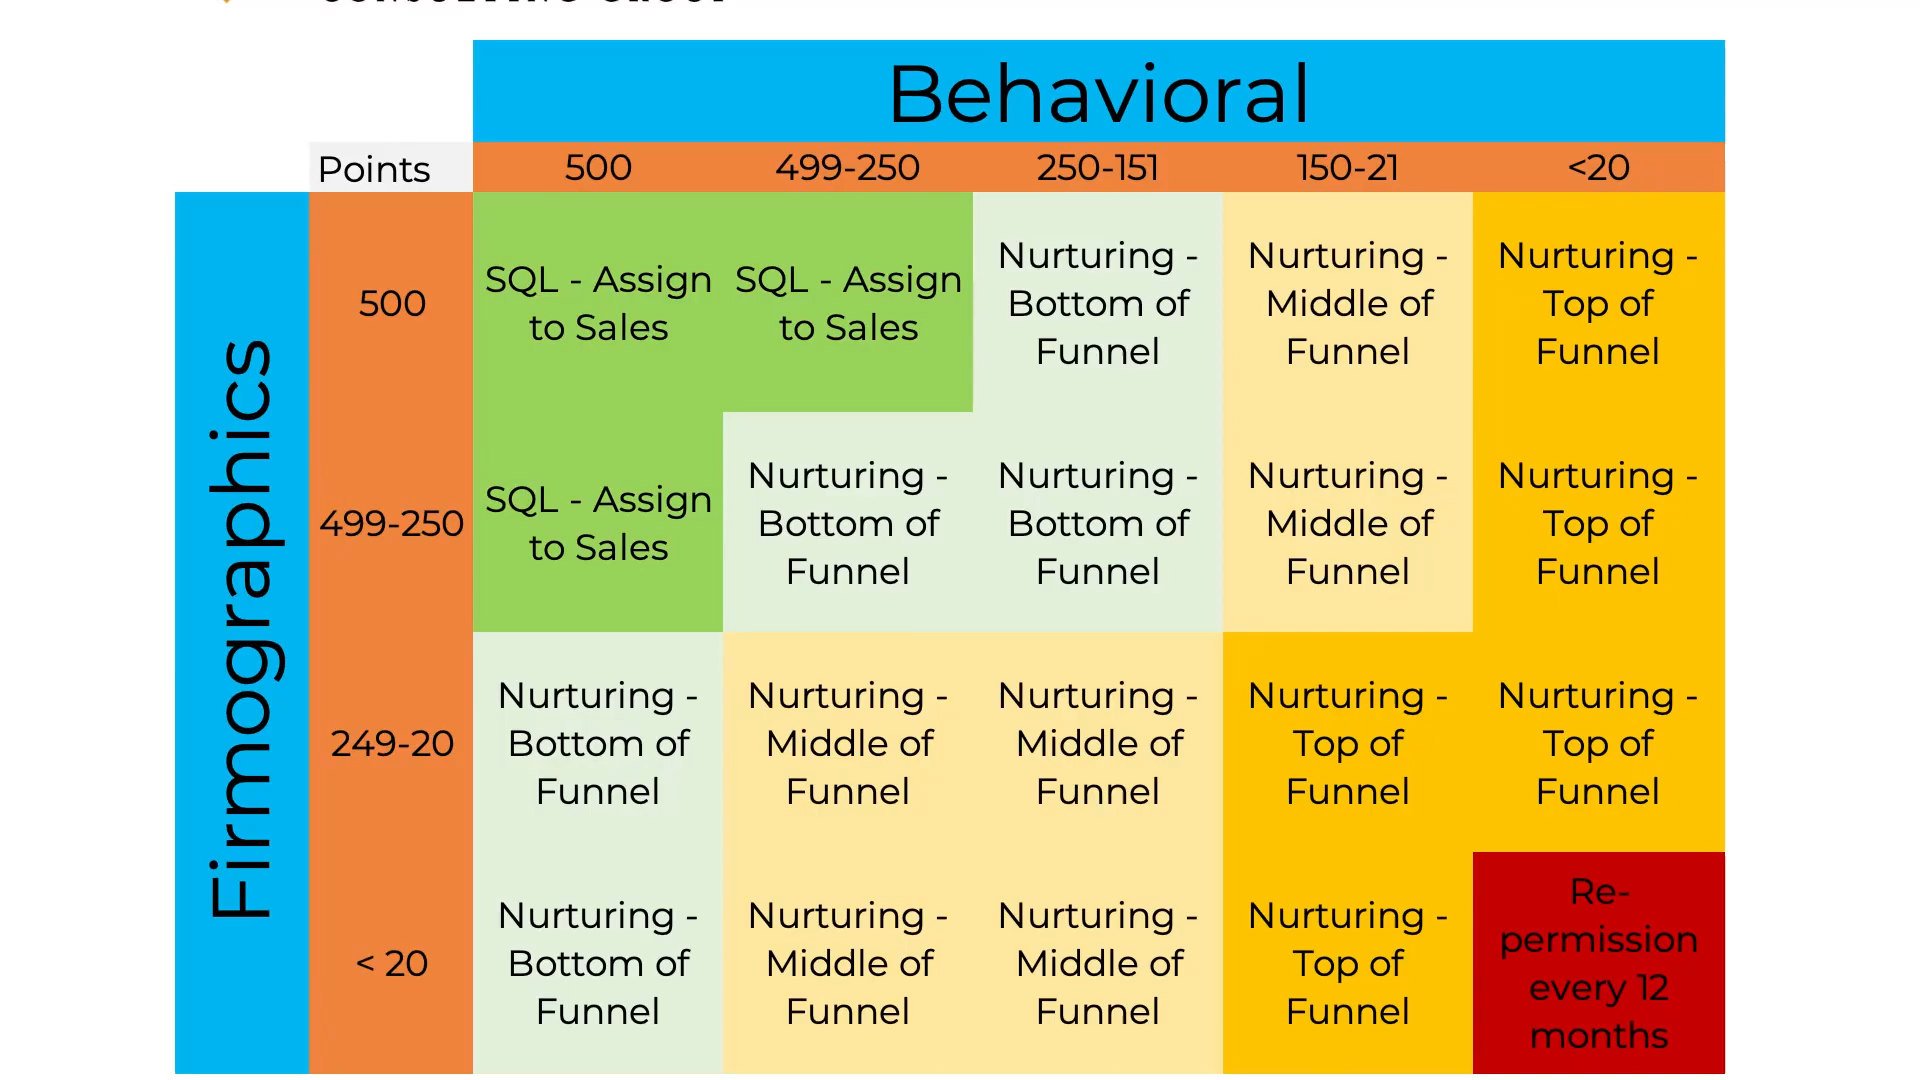 Behavioral
Points 500 499-250 250-151 150-21 <20
Firmographics
500
SQL - Assign
to Sales
SQL - Assign
to Sales
Nurturing -
Bottom of
Funnel
Nurturing -
Middle of
Funnel
Nurturing -
Top of
Funnel
499-250
SQL - Assign
to Sales
Nurturing -
Bottom of
Funnel
Nurturing -
Bottom of
Funnel
Nurturing -
Middle of
Funnel
Nurturing -
Top of
Funnel
249-20
Nurturing -
Bottom of
Funnel
Nurturing -
Middle of
Funnel
Nurturing -
Middle of
Funnel
Nurturing -
Top of
Funnel
Nurturing -
Top of
Funnel
< 20
Nurturing -
Bottom of
Funnel
Nurturing -
Middle of
Funnel
Nurturing -
Middle of
Funnel
Nurturing -
Top of
Funnel
Re-
permission
every 12
months